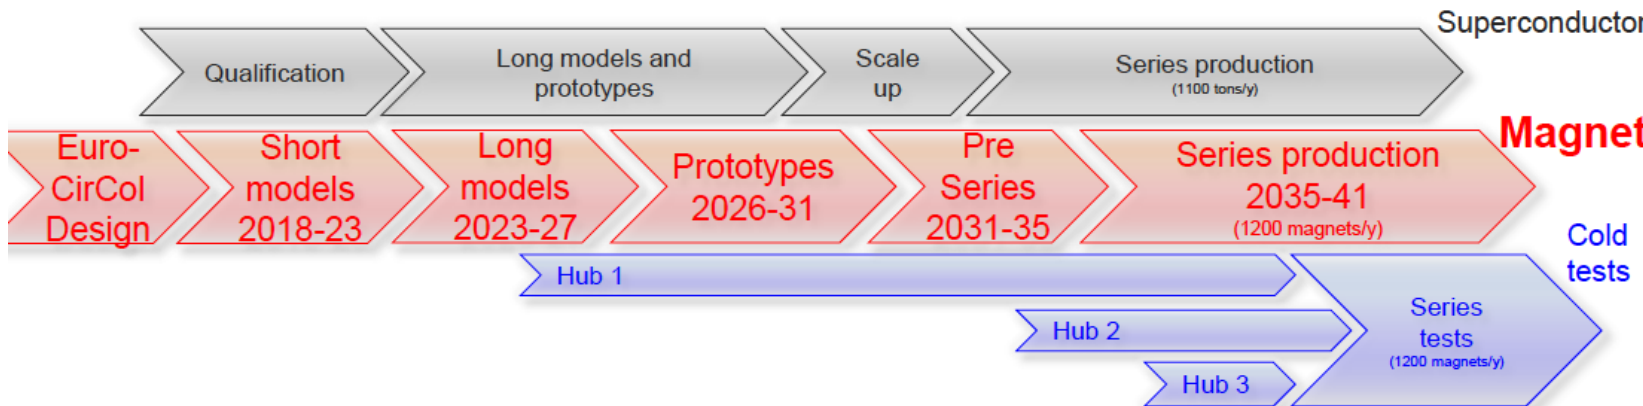 Superconductor
Qualification
Long models and
prototypes
Scale
up
Series production
(1100 tons/y)
Magnet
Euro-
CirCol
Design
Short
models
2018-23
Long
models
2023-27
Prototypes
2026-31
Pre
Series
2031-35
Series production
2035-41
(1200 magnets/y)
Cold
tests
Hub 1
Hub 2
Hub 3
Series
tests
(1200 magnets/y)